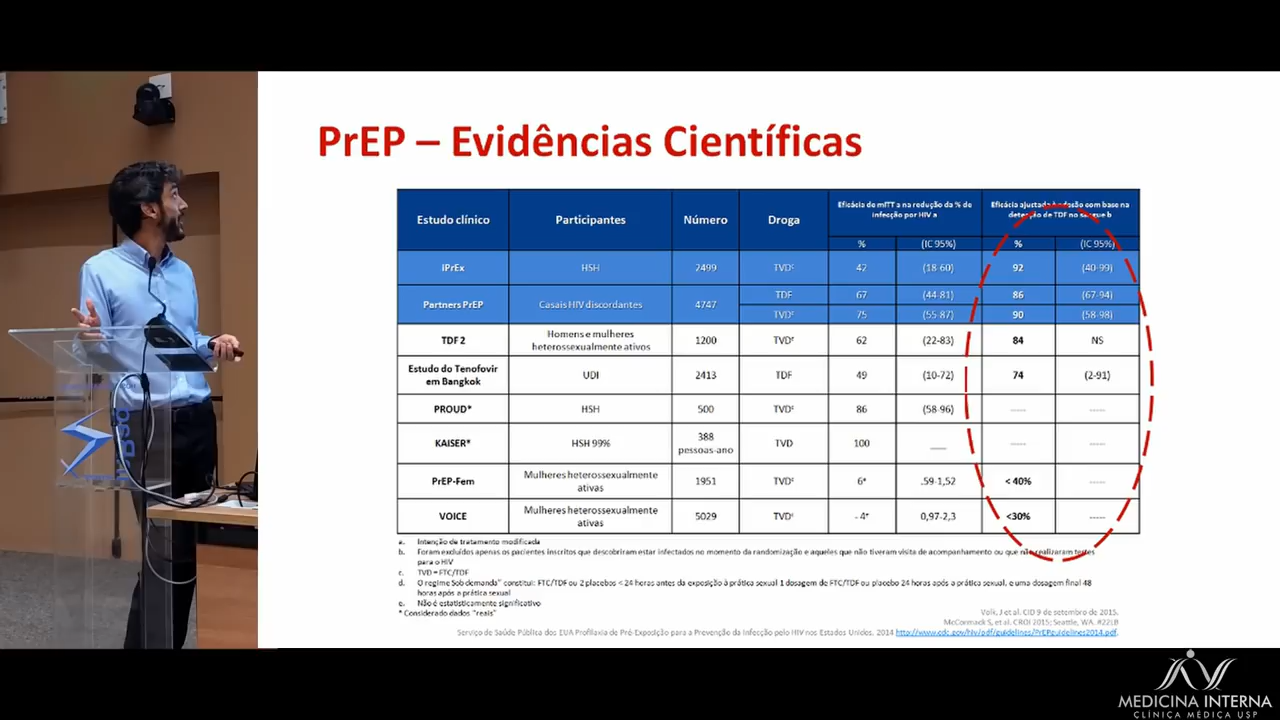 PrEP – Evidências Científicas
Estudo clínico Participantes Número Droga Eficácia de mITT a na redução da % de infecção por HIV a Eficácia ajustada à adesão com base na detecção de TDF no sangue b
% (IC 95%) % (IC 95%)
IPrEx HSH 2499 TVDᶜ 42 (18-60) 92 (40-99)
Partners PrEP Casais HIV discordantes 4747 TDF 67 (44-81) 86 (67-94)
TVDᶜ 75 (55-87) 90 (58-98)
TDF 2 Homens e mulheres heterossexualmente ativos 1200 TVDᶜ 62 (22-83) 84 NS
Estudo do Tenofovir em Bangkok UDI 2413 TDF 49 (10-72) 74 (2-91)
PROUD* HSH 500 TVDᶜ 86 (58-96) ----- -----
KAISER* HSH 99% 388 pessoas-ano TVD 100 ___ ----- -----
PrEP-Fem Mulheres heterossexualmente ativas 1951 TVDᶜ 6ᵉ .59-1,52 < 40% -----
VOICE Mulheres heterossexualmente ativas 5029 TVDᶜ - 4ᵉ 0,97-2,3 <30% -----
a. Intenção de tratamento modificada
b. Foram excluídos apenas os pacientes inscritos que descobriram estar infectados no momento da randomização e aqueles que não tiveram visita de acompanhamento ou que não realizaram testes
para o HIV
c. TVD = FTC/TDF
d. O regime Sob demanda" constitui: FTC/TDF ou 2 placebos < 24 horas antes da exposição à prática sexual 1 dosagem de FTC/TDF ou placebo 24 horas após a prática sexual, e uma dosagem final 48
horas após a prática sexual
e. Não é estatisticamente significativo
* Considerado dados "reais"
Volk, J et al. CID 9 de setembro de 2015.
McCormack S, et al. CROI 2015; Seattle, WA. #22LB
Serviço de Saúde Pública dos EUA Profilaxia de Pré-Exposição para a Prevenção da Infecção pelo HIV nos Estados Unidos. 2014 http://www.cdc.gov/hiv/pdf/guidelines/PrEPguidelines2014.pdf.
MEDICINA INTERNA
CLÍNICA MÉDICA USP